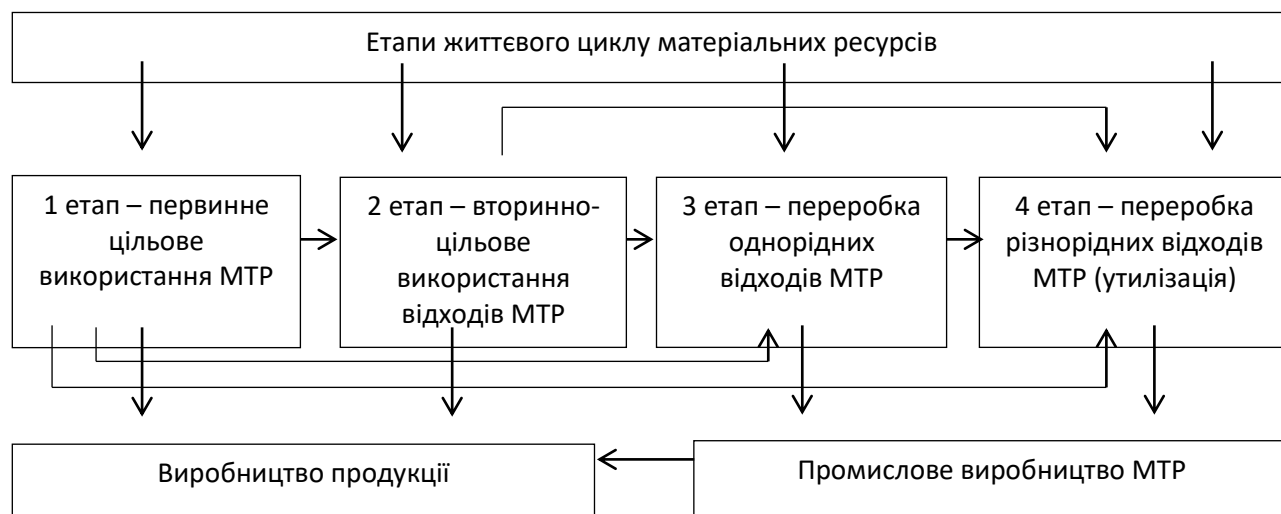 Етапи життєвого циклу матеріальних ресурсів
1 етап – первинне
цільове
використання МТР
2 етап – вторинно-
цільове
використання
відходів МТР
3 етап – переробка
однорідних
відходів МТР
4 етап – переробка
різнорідних відходів
МТР (утилізація)
Виробництво продукції
Промислове виробництво МТР